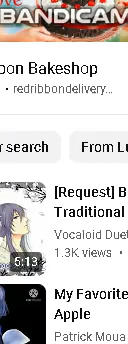 BANDICAM
bon Bakeshop
• redribbondelivery...
r search
From Lu
[Request] B
Traditional
Vocaloid Duet
1.3K views •
5:13
My Favorite
Apple
Patrick Moua